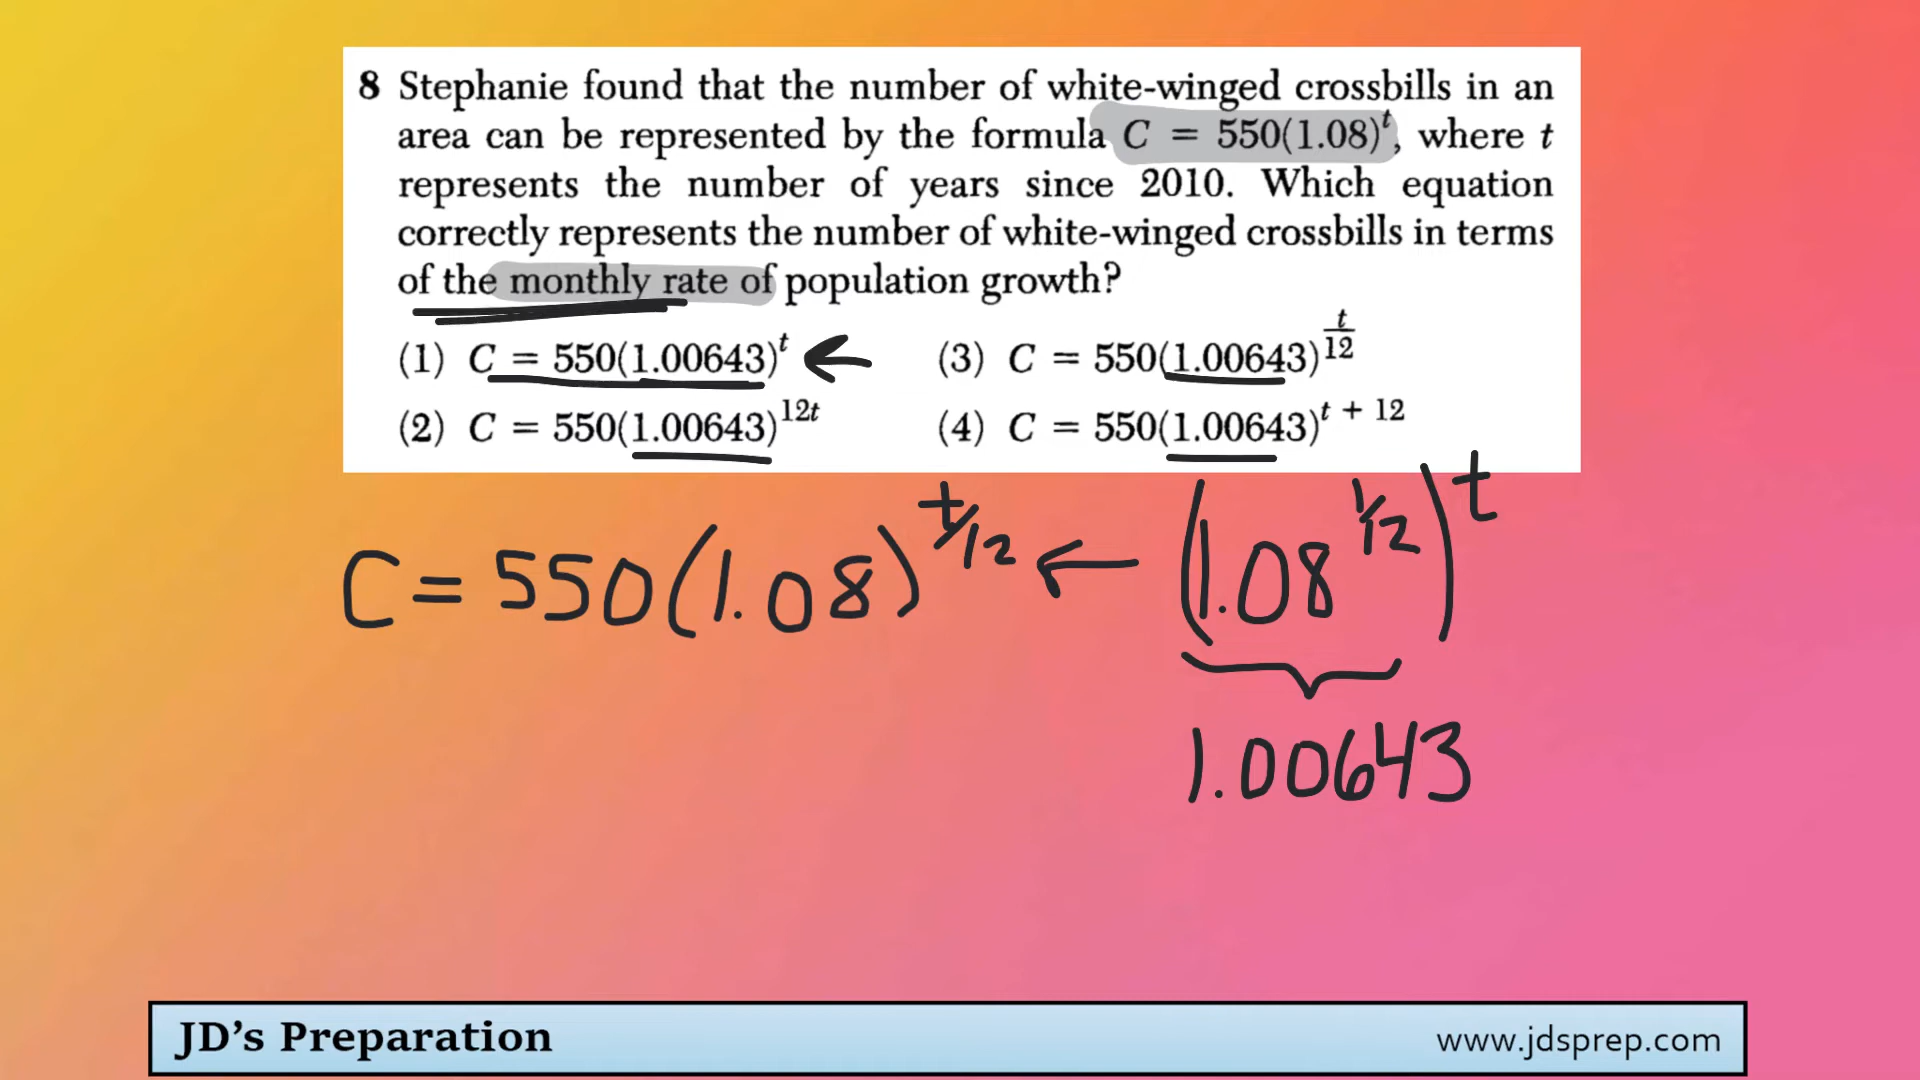 8 Stephanie found that the number of white-winged crossbills in an
area can be represented by the formula C = 550(1.08)^t, where t
represents the number of years since 2010. Which equation
correctly represents the number of white-winged crossbills in terms
of the monthly rate of population growth?
(1) C = 550(1.00643)^t ← (3) C = 550(1.00643)^(t/12)
(2) C = 550(1.00643)^(12t) (4) C = 550(1.00643)^(t + 12)
C = 550(1.08)^(t/12) ← (1.08^(1/12))^t
1.00643
JD’s Preparation www.jdsprep.com